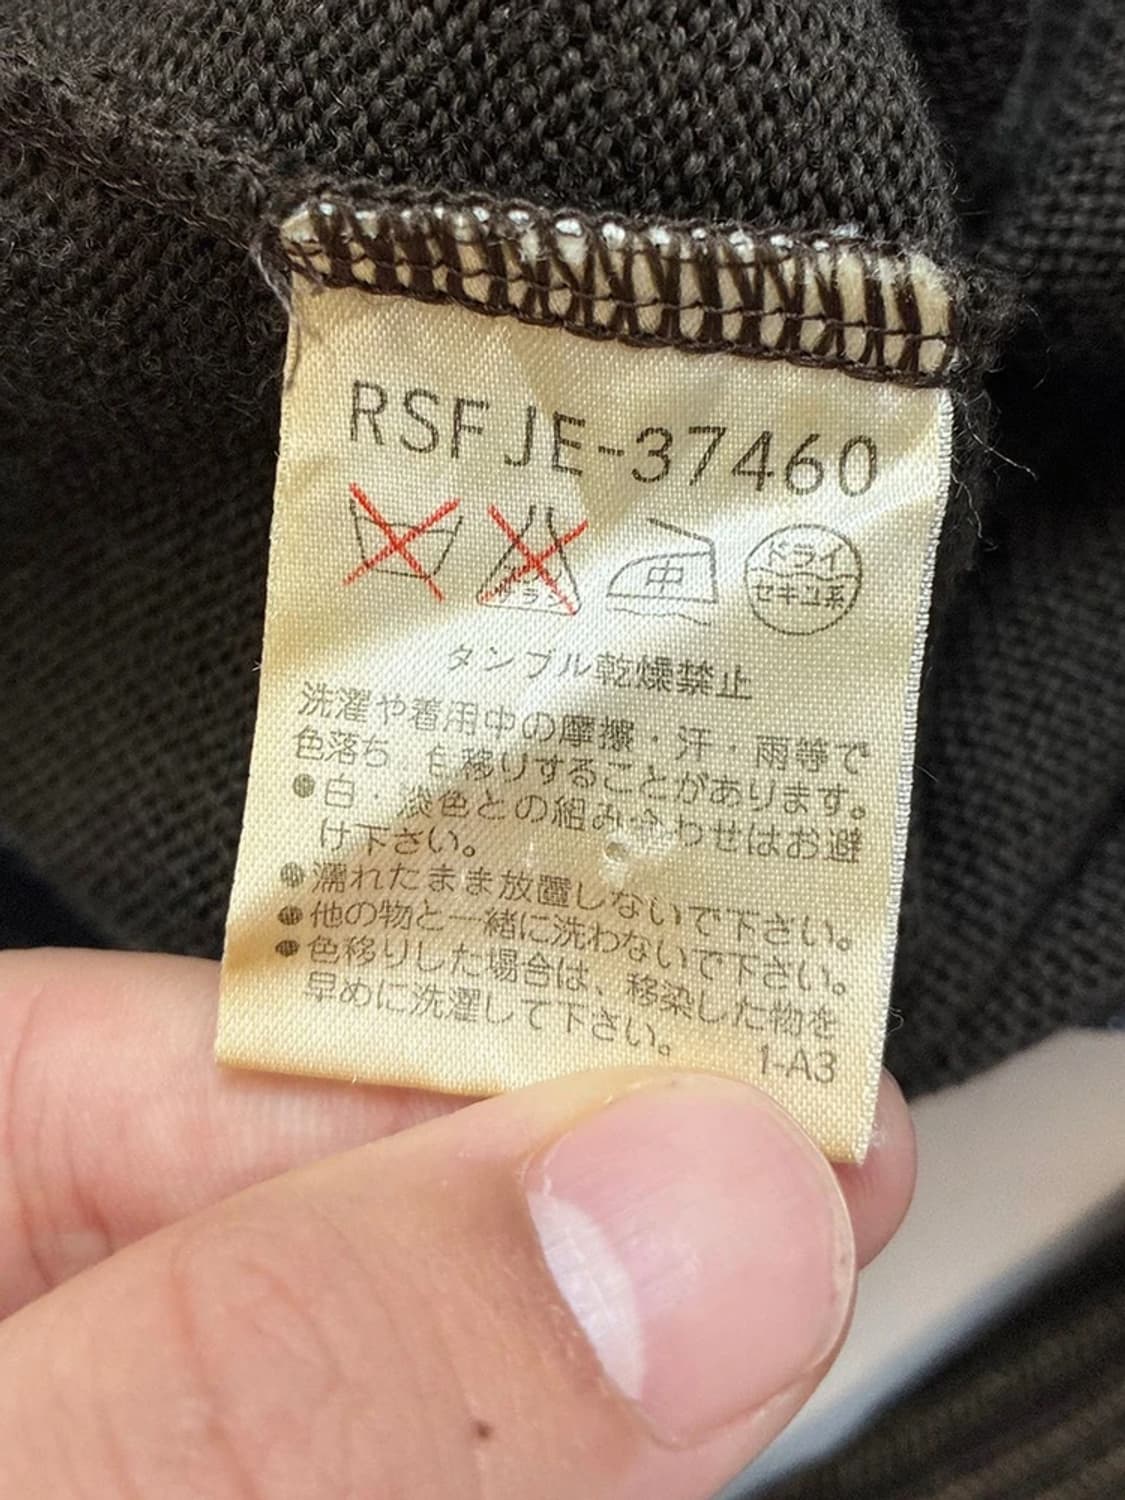 RSF JE-37460
中
ドライ
セキユ系
タンブル乾燥禁止
洗濯や着用中の摩擦・汗・雨等で
色落ち 色移りすることがあります。
●白・淡色との組み合わせはお避
け下さい。
●濡れたまま放置しないで下さい。
●他の物と一緒に洗わないで下さい。
●色移りした場合は、移染した物を
早めに洗濯して下さい。
1-A3